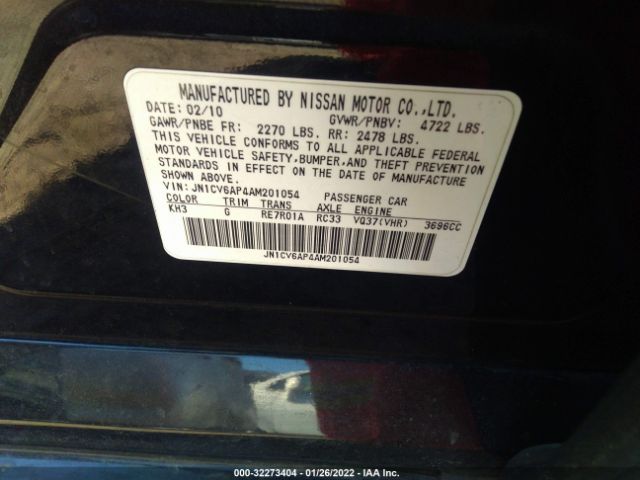 MANUFACTURED BY NISSAN MOTOR CO.,LTD.
DATE: 02/10 GVWR/PNBV: 4722 LBS.
GAWR/PNBE FR: 2270 LBS. RR: 2478 LBS.
THIS VEHICLE CONFORMS TO ALL APPLICABLE FEDERAL
MOTOR VEHICLE SAFETY, BUMPER, AND THEFT PREVENTION
STANDARDS IN EFFECT ON THE DATE OF MANUFACTURE
SHOWN ABOVE.
VIN: JN1CV6AP4AM201054 PASSENGER CAR
COLOR TRIM TRANS AXLE ENGINE
KH3 G RE7R01A RC33 VQ37(VHR) 3696CC
JN1CV6AP4AM201054
000-32273404 - 01/26/2022 - IAA Inc.